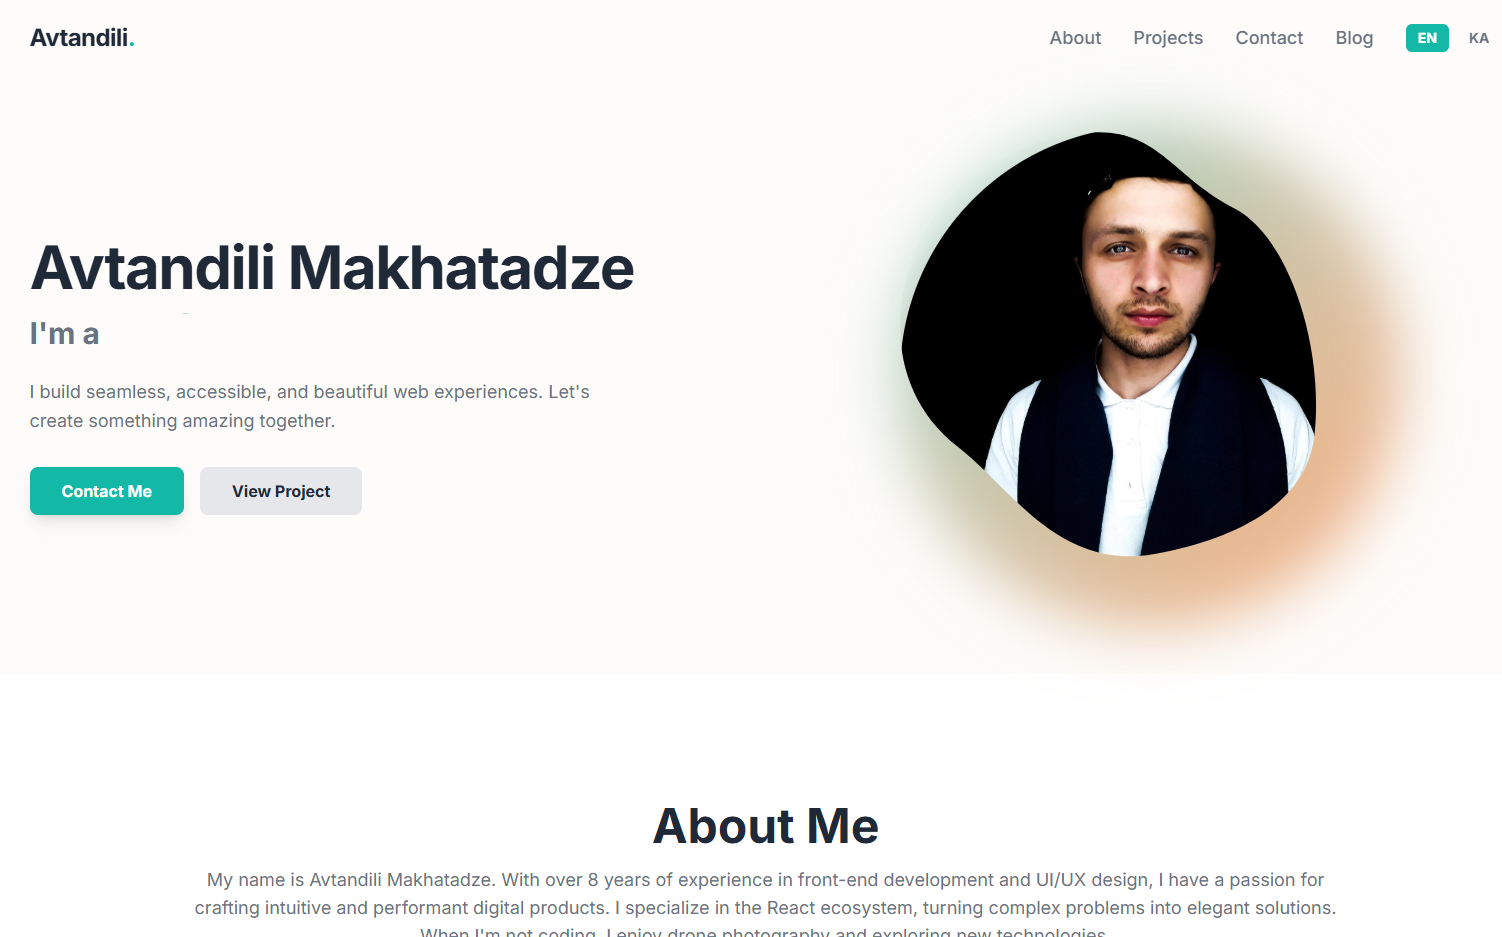 Avtandili.
About Projects Contact Blog EN KA
Avtandili Makhatadze
I'm a
I build seamless, accessible, and beautiful web experiences. Let's
create something amazing together.
Contact Me View Project
About Me
My name is Avtandili Makhatadze. With over 8 years of experience in front-end development and UI/UX design, I have a passion for
crafting intuitive and performant digital products. I specialize in the React ecosystem, turning complex problems into elegant solutions.
When I'm not coding, I enjoy drone photography and exploring new technologies.